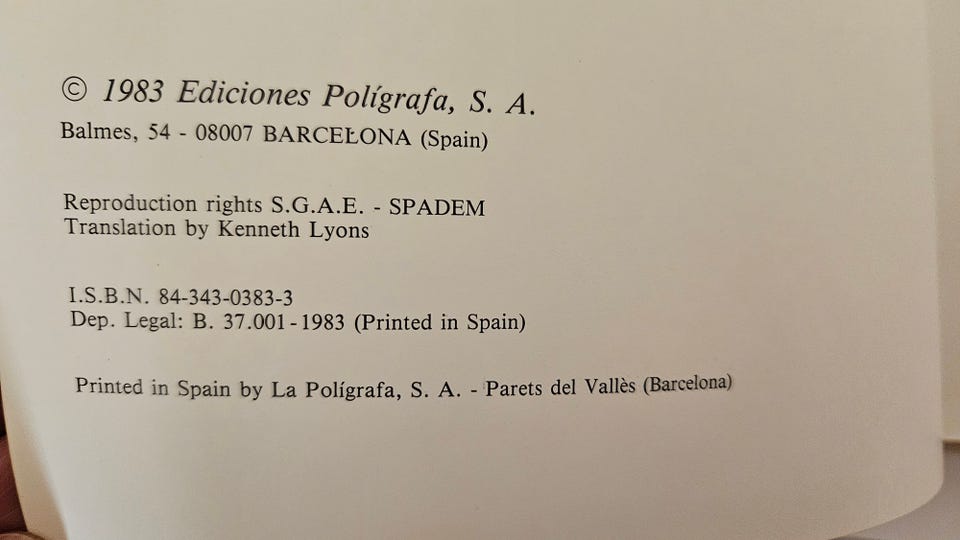 © 1983 Ediciones Polígrafa, S. A.
Balmes, 54 - 08007 BARCELONA (Spain)
Reproduction rights S.G.A.E. - SPADEM
Translation by Kenneth Lyons
I.S.B.N. 84-343-0383-3
Dep. Legal: B. 37.001 - 1983 (Printed in Spain)
Printed in Spain by La Polígrafa, S. A. - Parets del Vallès (Barcelona)